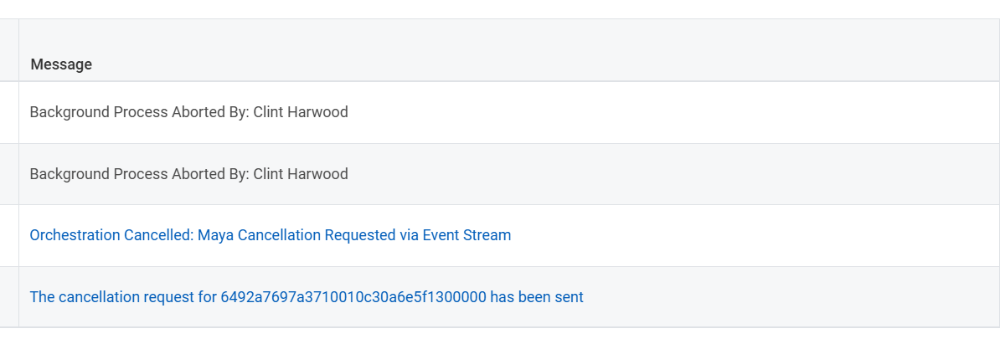 Message
Background Process Aborted By: Clint Harwood
Background Process Aborted By: Clint Harwood
Orchestration Cancelled: Maya Cancellation Requested via Event Stream
The cancellation request for 6492a7697a3710010c30a6e5f1300000 has been sent